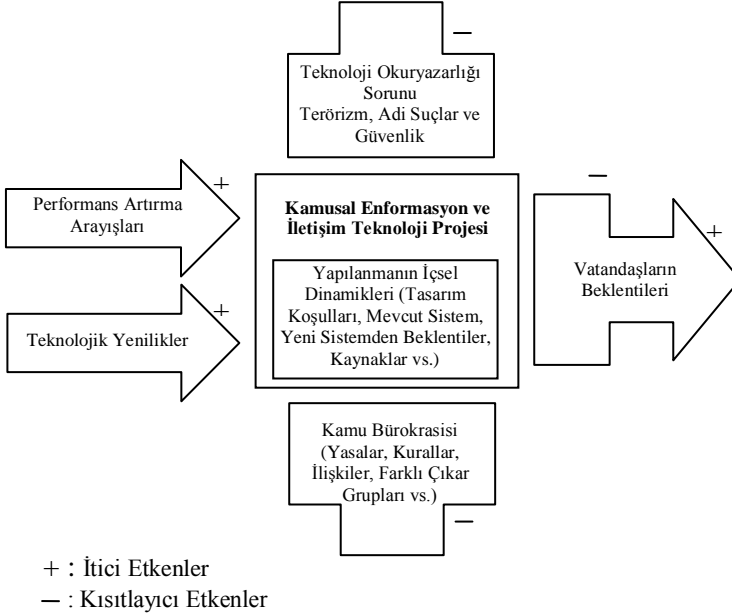 −
Teknoloji Okuryazarlığı
Sorunu
Terörizm, Adi Suçlar ve
Güvenlik
+
Performans Artırma
Arayışları
+
Teknolojik Yenilikler
Kamusal Enformasyon ve
İletişim Teknoloji Projesi
Yapılanmanın İçsel
Dinamikleri (Tasarım
Koşulları, Mevcut Sistem,
Yeni Sistemden Beklentiler,
Kaynaklar vs.)
−
+
Vatandaşların
Beklentileri
Kamu Bürokrasisi
(Yasalar, Kurallar,
İlişkiler, Farklı Çıkar
Grupları vs.)
−
+ : İtici Etkenler
− : Kısıtlayıcı Etkenler